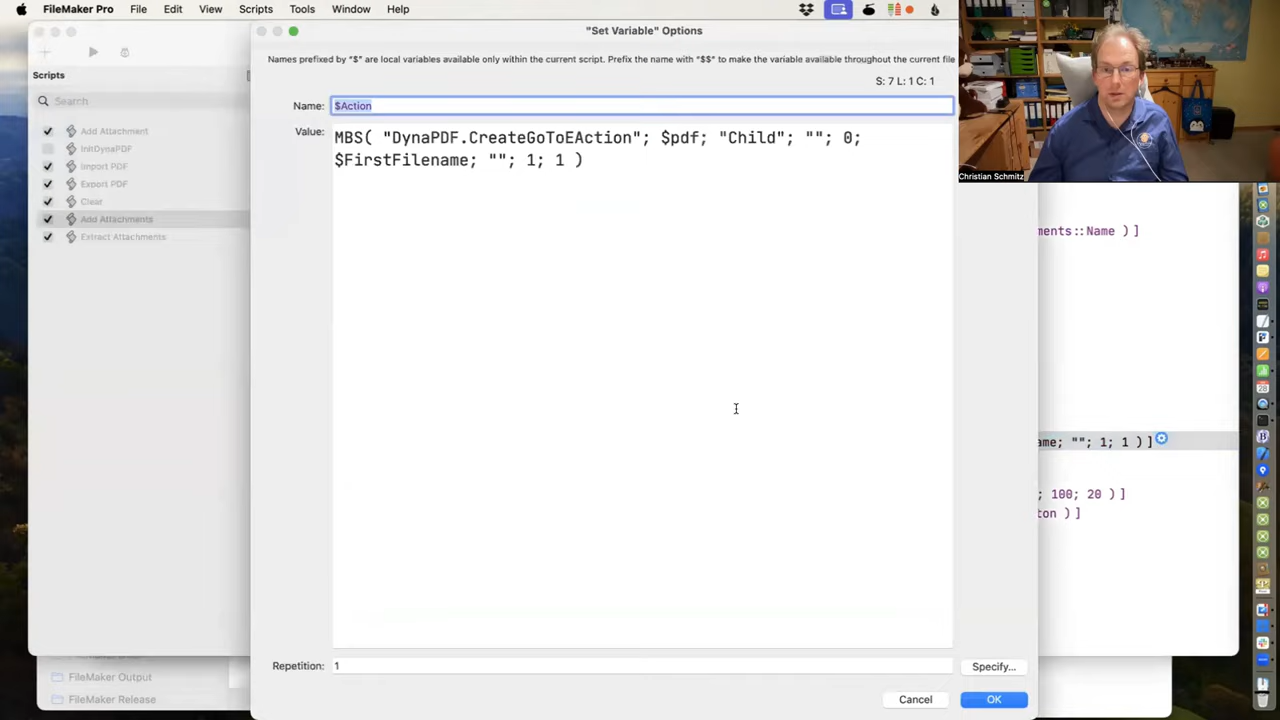 FileMaker Pro File Edit View Scripts Tools Window Help
"Set Variable" Options
Names prefixed by "$" are local variables available only within the current script. Prefix the name with "$$" to make the variable available throughout the current file
S: 7 L: 1 C: 1
Scripts
Search
Add Attachment
InitDynaPDF
Import PDF
Export PDF
Clear
Add Attachments
Extract Attachments
Name: $Action
Value: MBS( "DynaPDF.CreateGoToEAction"; $pdf; "Child"; ""; 0;
$FirstFilename; ""; 1; 1 )
Christian Schmitz
ments::Name ) ]
ame; ""; 1; 1 ) ]
; 100; 20 ) ]
ton ) ]
28
Repetition: 1
Specify...
FileMaker Output
FileMaker Release
Cancel
OK